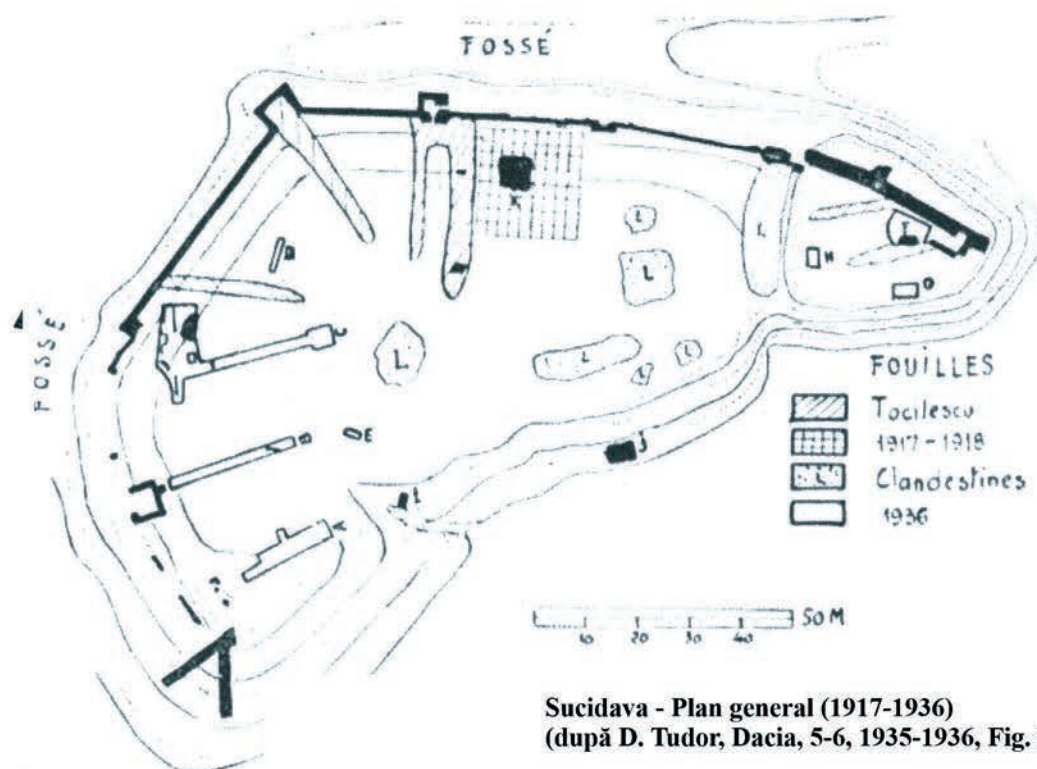 FOSSÉ
FOSSÉ
K
L
L
L
L
L
L
L
L
H
C
E
B
A
J
FOUILLES
Tocilescu
1917-1918
L Clandestines
1936
50 M
10 20 30 40
Sucidava - Plan general (1917-1936)
(după D. Tudor, Dacia, 5-6, 1935-1936, Fig.